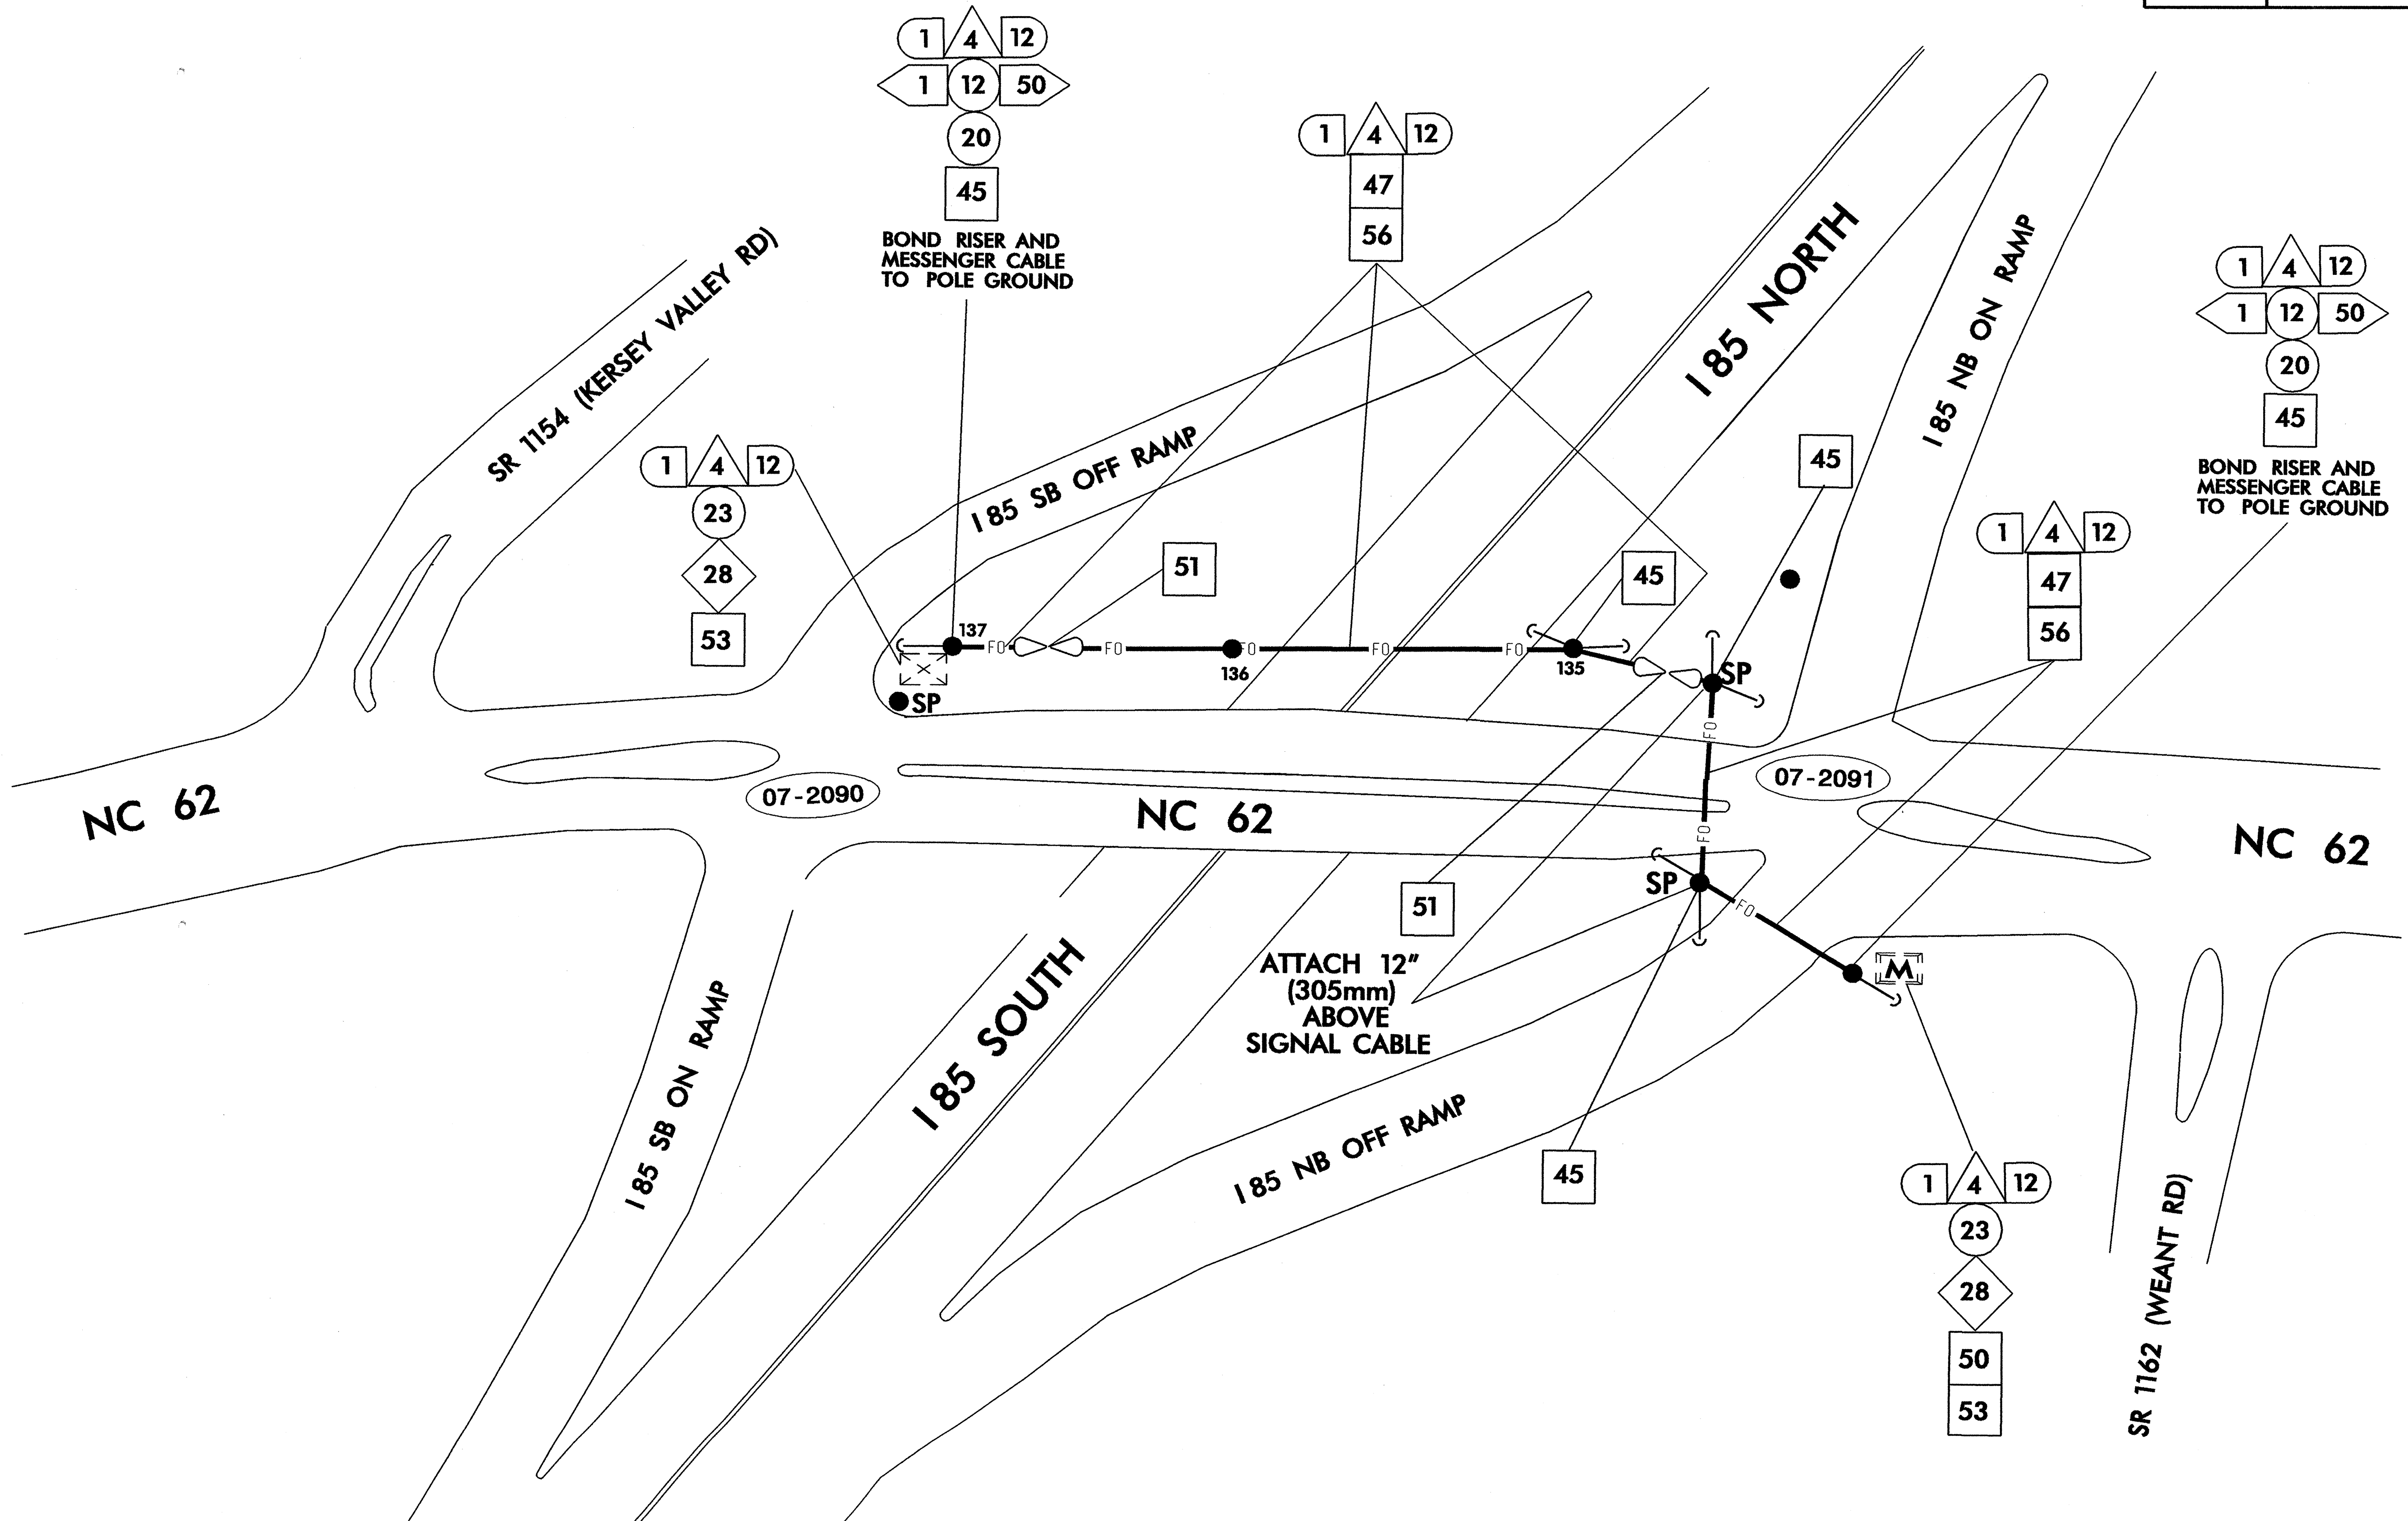 1 4 12
1 12 50
20
45
BOND RISER AND
MESSENGER CABLE
TO POLE GROUND
1 4 12
47
56
SR 1154 (KERSEY VALLEY RD)
I 85 NORTH
I 85 NB ON RAMP
1 4 12
1 12 50
20
45
BOND RISER AND
MESSENGER CABLE
TO POLE GROUND
1 4 12
23
28
53
I 85 SB OFF RAMP
51
45
45
1 4 12
47
56
137
FO
FO
136
FO
FO
FO
135
SP
SP
FO
NC 62
07-2090
NC 62
07-2091
FO
NC 62
SP
FO
51
ATTACH 12"
(305mm)
ABOVE
SIGNAL CABLE
M
I 85 SB ON RAMP
I 85 SOUTH
I 85 NB OFF RAMP
45
1 4 12
23
28
50
53
SR 1162 (WEANT RD)